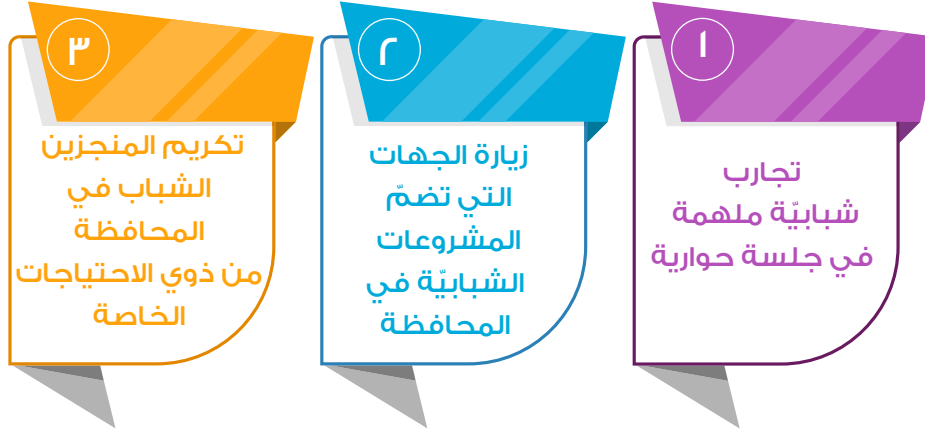 ١
تجارب
شبابيّة ملهمة
في جلسة حوارية
٢
زيارة الجهات
التي تضمّ
المشروعات
الشبابيّة في
المحافظة
٣
تكريم المنجزين
الشباب في
المحافظة
من ذوي الاحتياجات
الخاصة